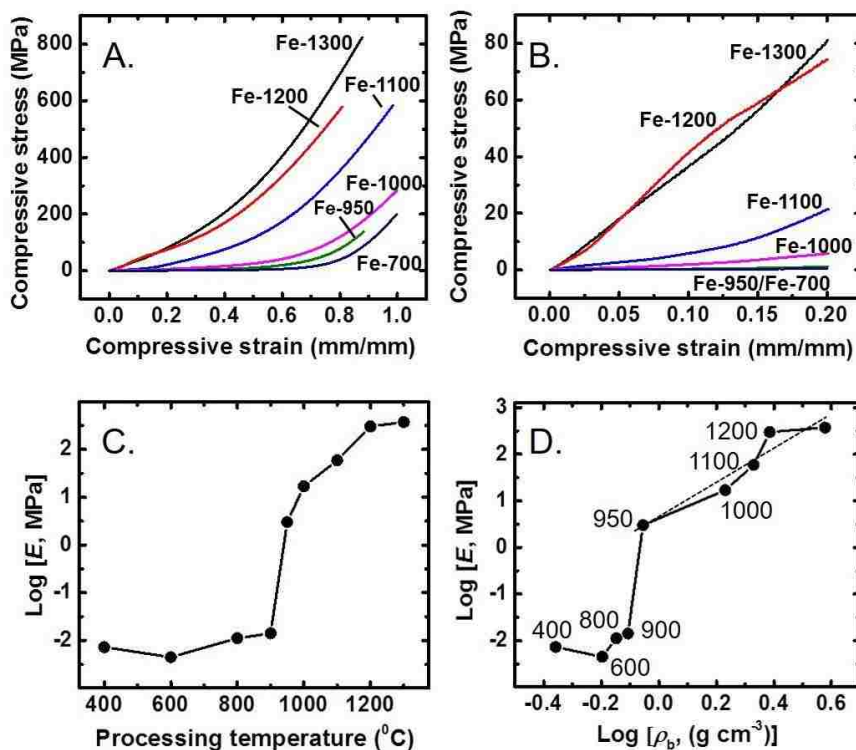 A.
Compressive stress (MPa)
800
600
400
200
0
Fe-1300
Fe-1200
Fe-1100
Fe-1000
Fe-950
Fe-700
0.0 0.2 0.4 0.6 0.8 1.0
Compressive strain (mm/mm)
B.
Compressive stress (MPa)
80
60
40
20
0
Fe-1300
Fe-1200
Fe-1100
Fe-1000
Fe-950/Fe-700
0.00 0.05 0.10 0.15 0.20
Compressive strain (mm/mm)
C.
Log [E, MPa]
2
1
0
-1
-2
400 600 800 1000 1200
Processing temperature (⁰C)
D.
Log [E, MPa]
3
2
1
0
-1
-2
1200
1100
1000
950
800
900
400
600
-0.4 -0.2 0.0 0.2 0.4 0.6
Log [ρb, (g cm⁻³)]